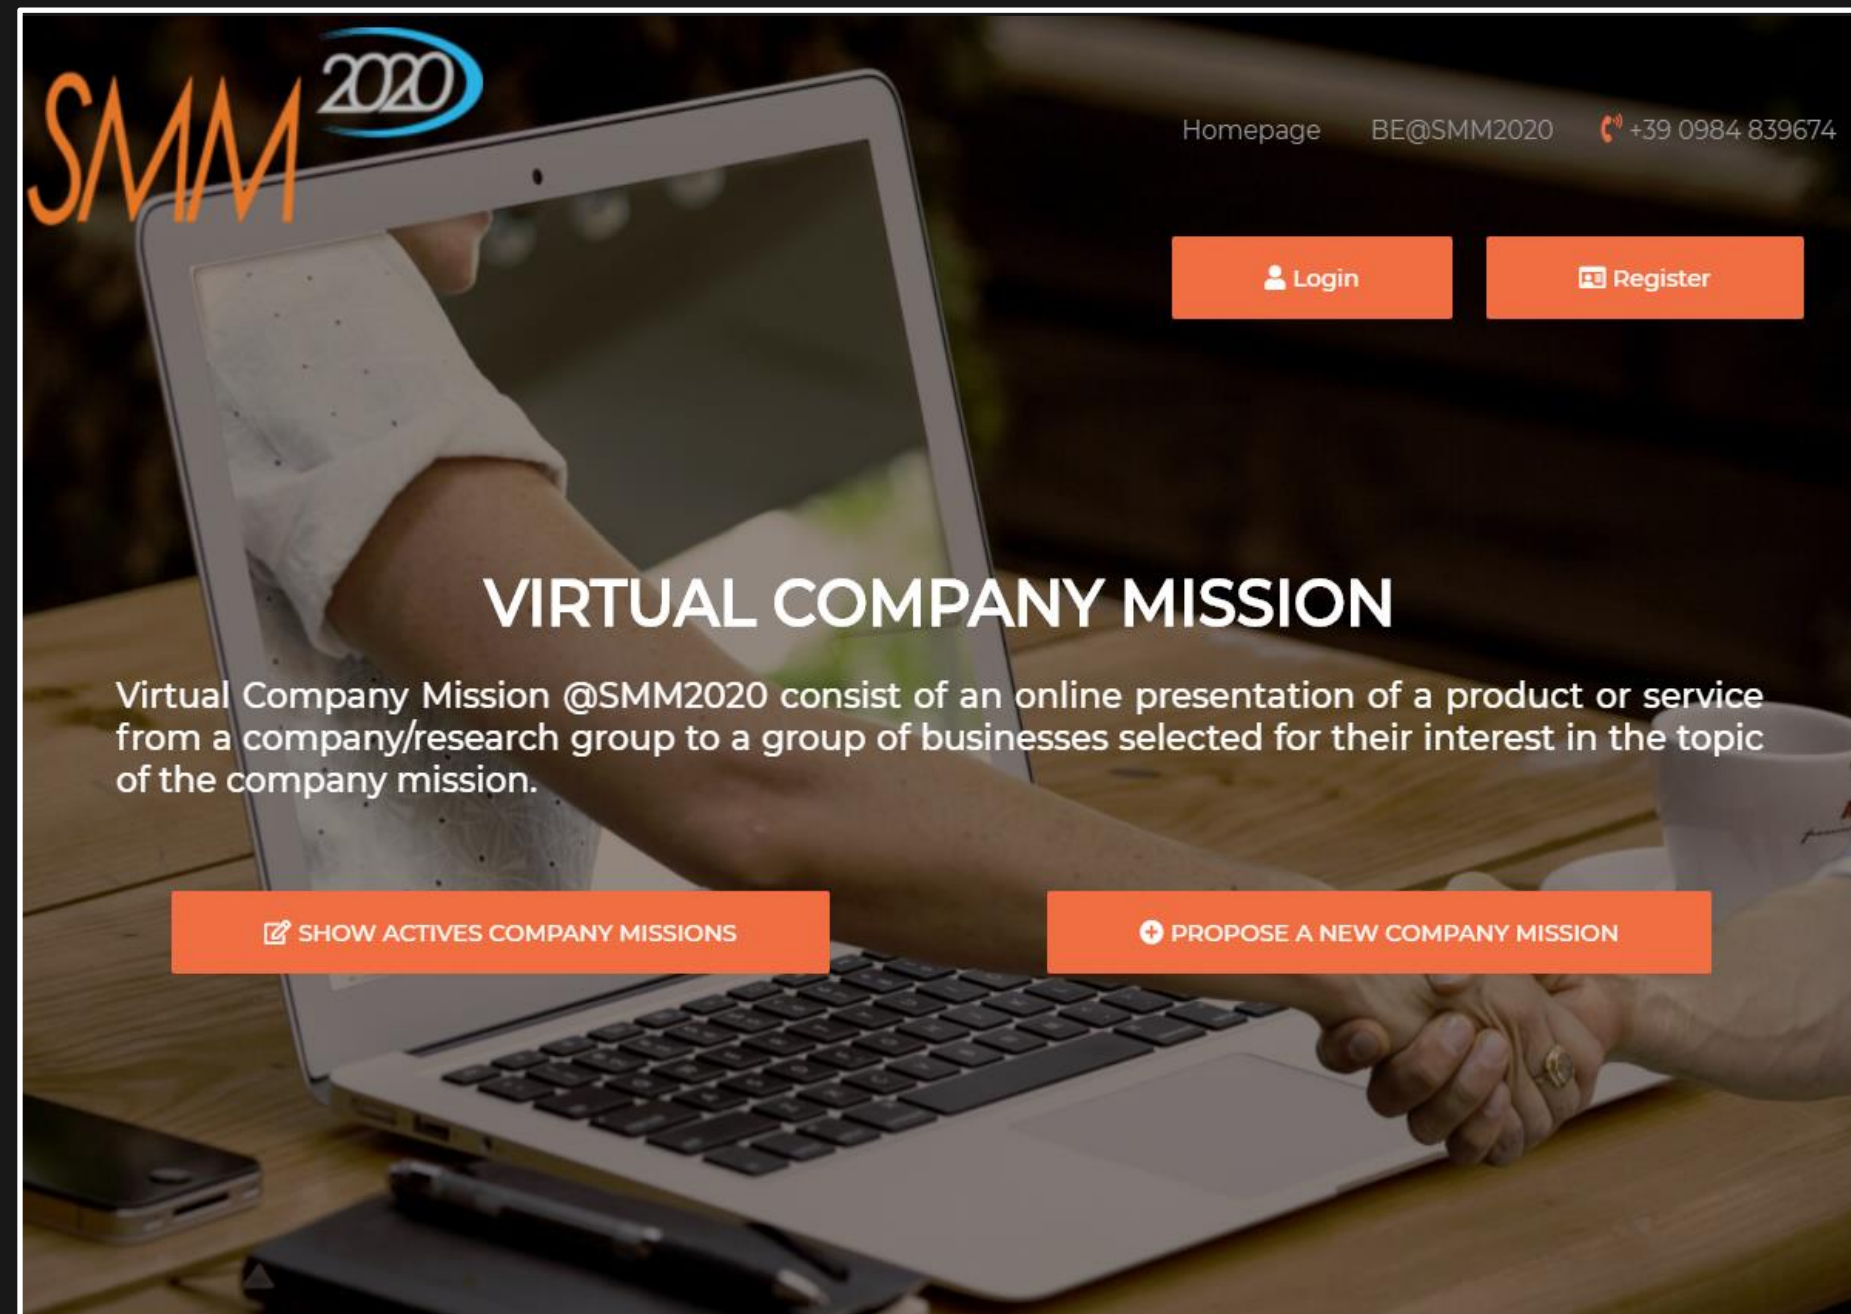 SMM 2020
Homepage BE@SMM2020 +39 0984 839674
Login Register
VIRTUAL COMPANY MISSION
Virtual Company Mission @SMM2020 consist of an online presentation of a product or service
from a company/research group to a group of businesses selected for their interest in the topic
of the company mission.
SHOW ACTIVES COMPANY MISSIONS PROPOSE A NEW COMPANY MISSION